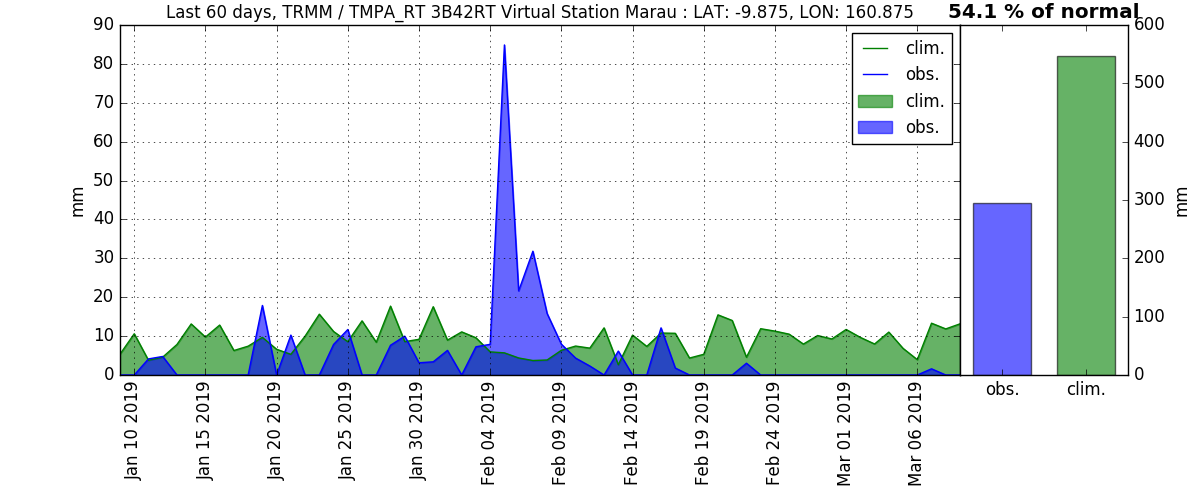 Last 60 days, TRMM / TMPA_RT 3B42RT Virtual Station Marau : LAT: -9.875, LON: 160.875
54.1 % of normal
90
80
70
60
50
40
30
20
10
0
mm
clim.
obs.
clim.
obs.
Jan 10 2019
Jan 15 2019
Jan 20 2019
Jan 25 2019
Jan 30 2019
Feb 04 2019
Feb 09 2019
Feb 14 2019
Feb 19 2019
Feb 24 2019
Mar 01 2019
Mar 06 2019
600
500
400
300
200
100
0
mm
obs.
clim.